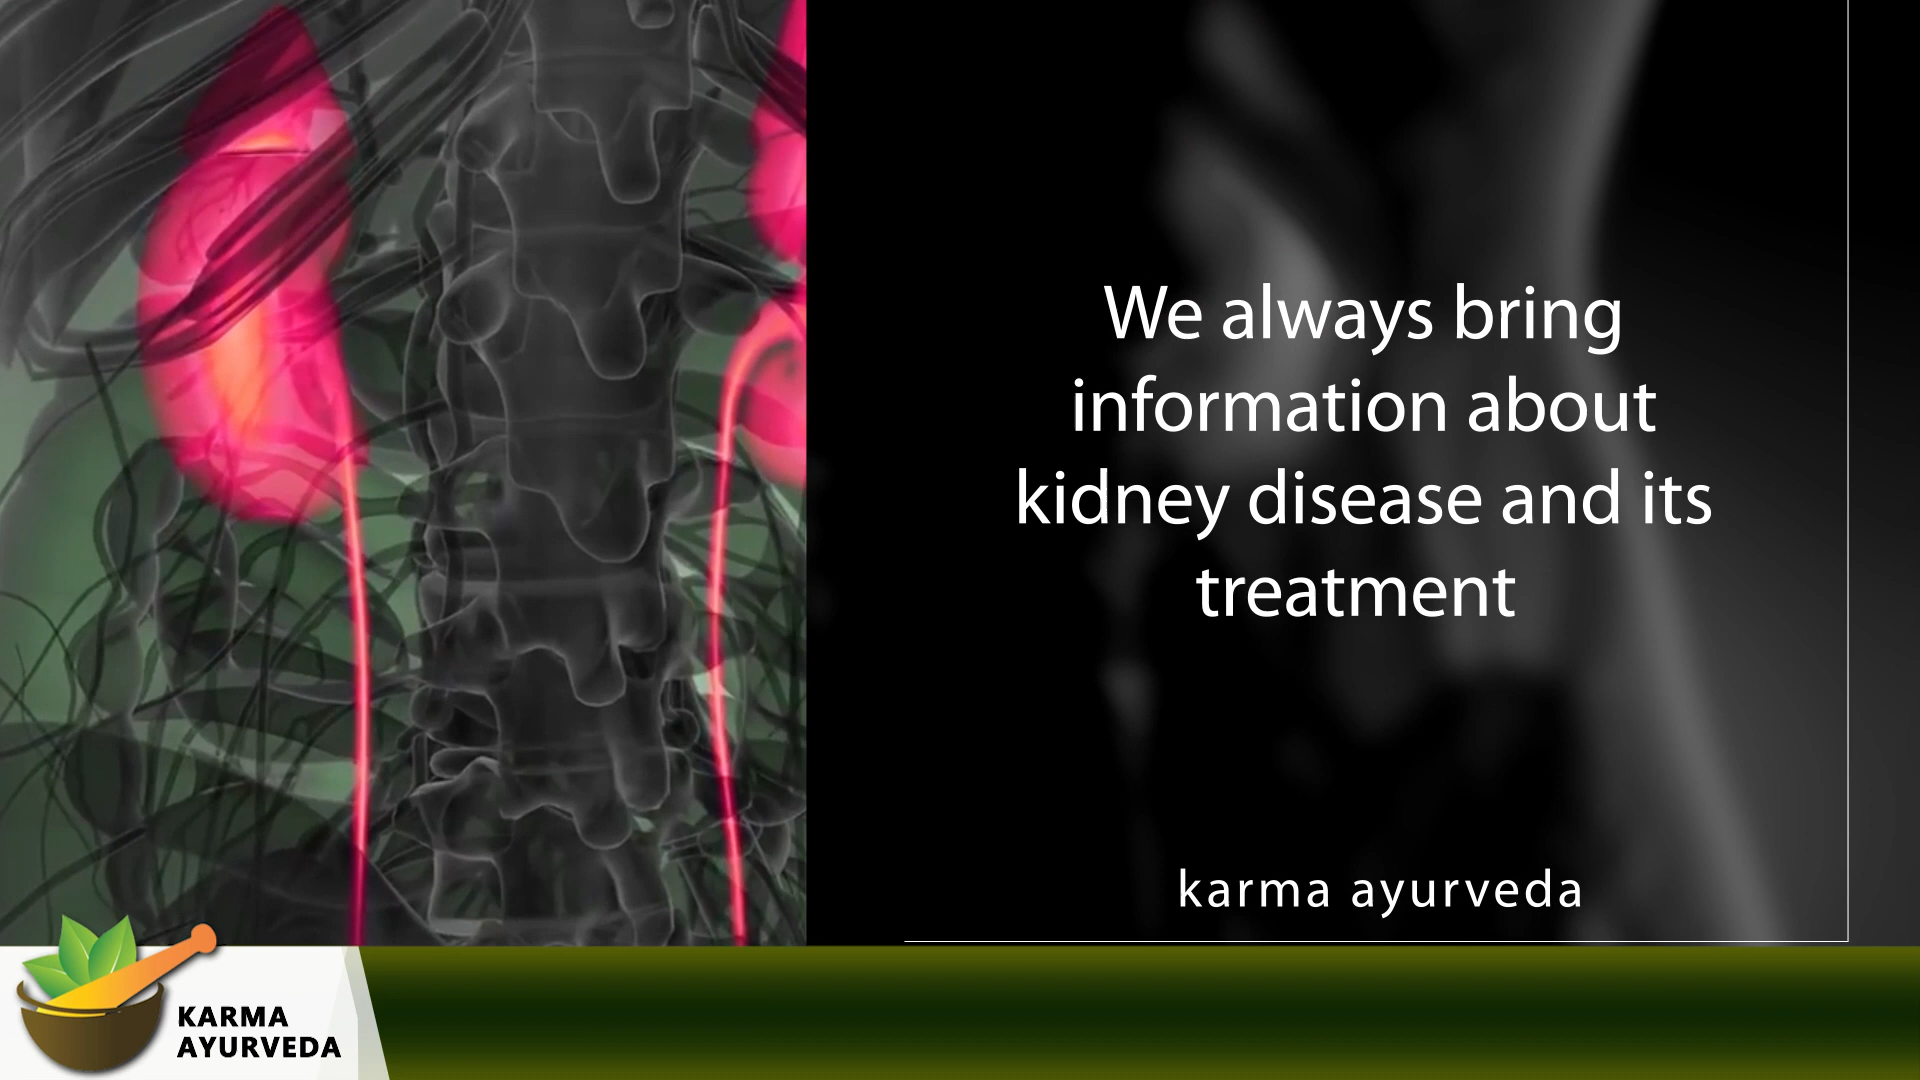 We always bring
information about
kidney disease and its
treatment
karma ayurveda
KARMA
AYURVEDA